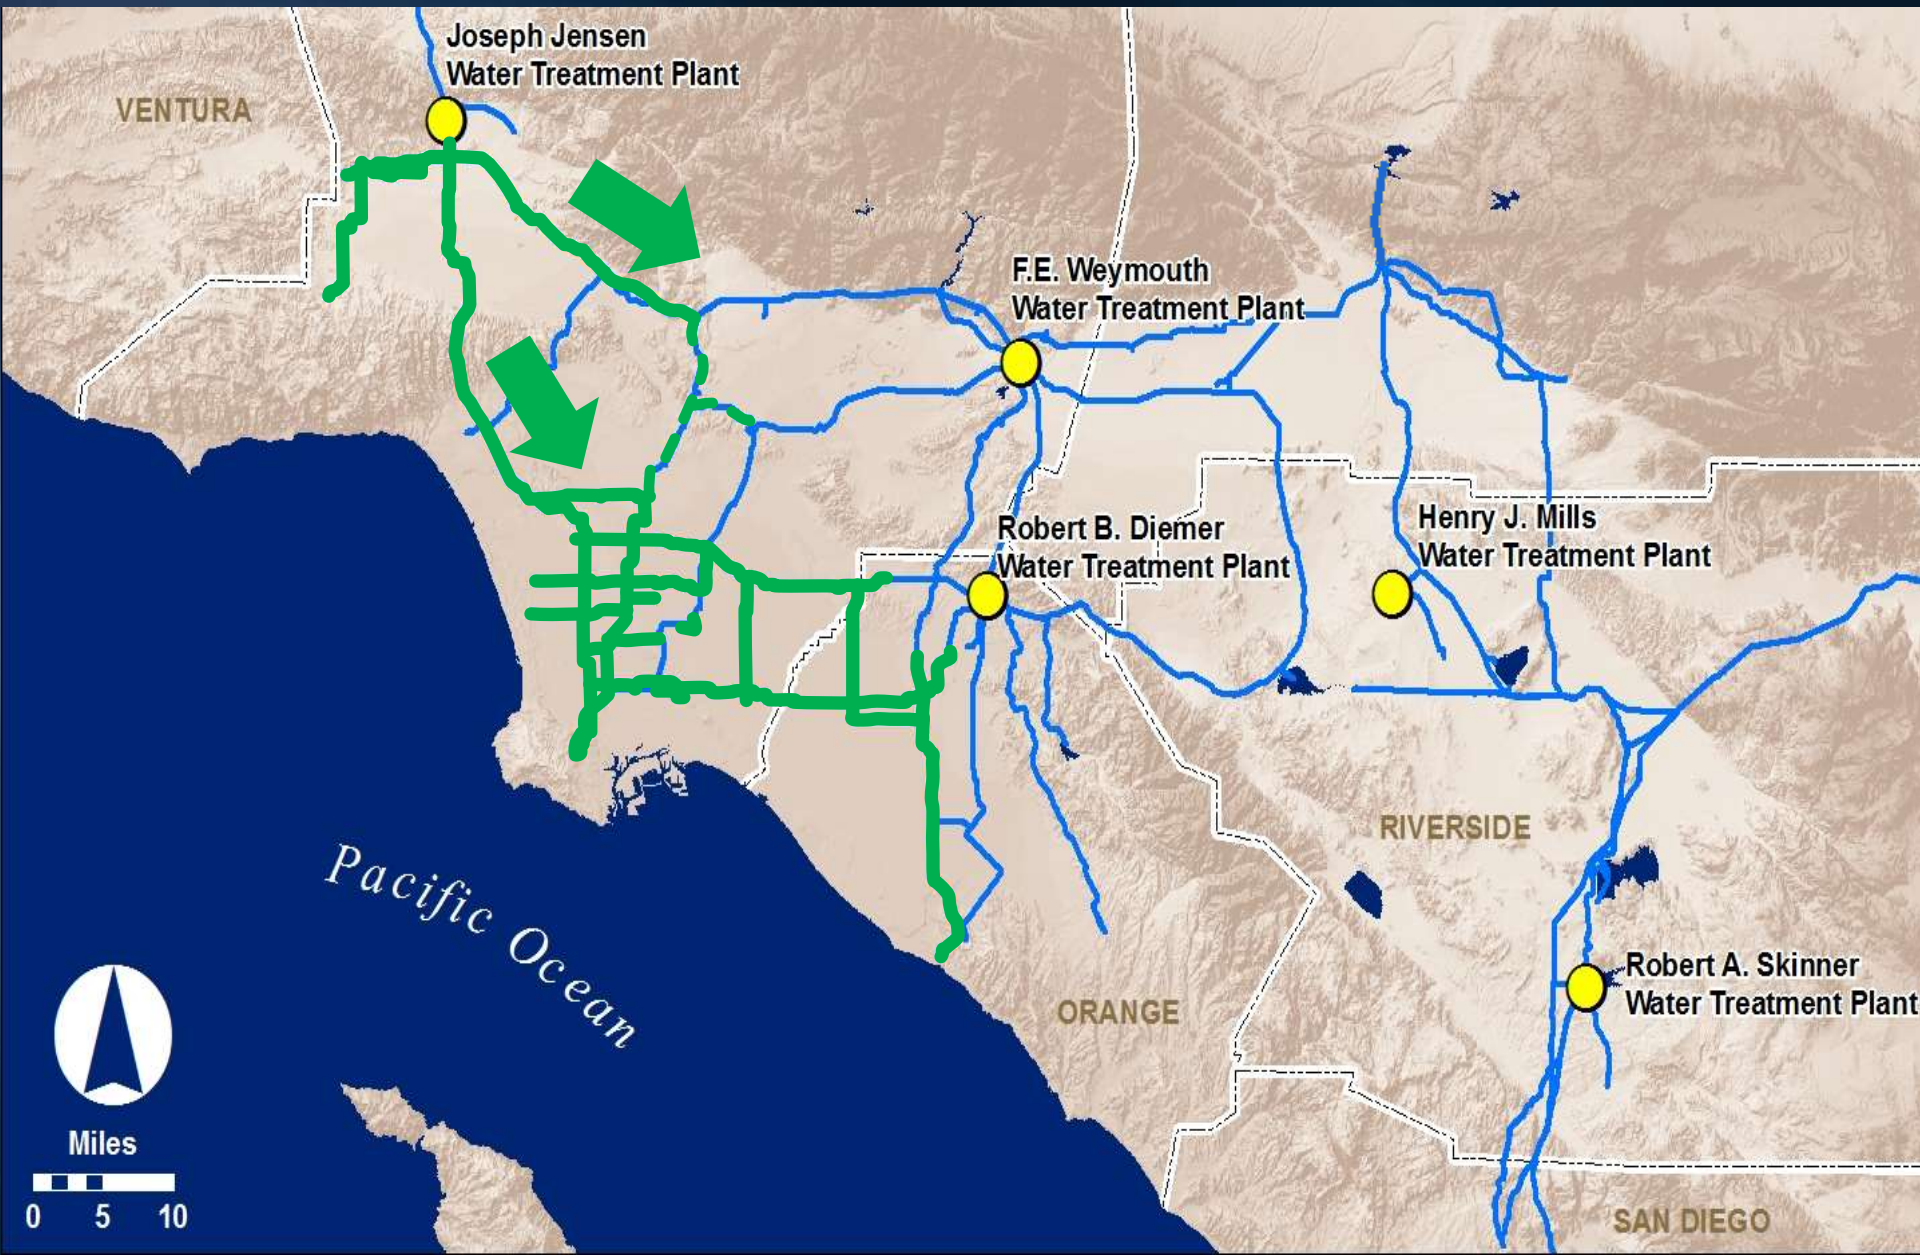 Joseph Jensen
Water Treatment Plant
VENTURA
F.E. Weymouth
Water Treatment Plant
Robert B. Diemer
Water Treatment Plant
Henry J. Mills
Water Treatment Plant
RIVERSIDE
Pacific Ocean
Robert A. Skinner
Water Treatment Plant
ORANGE
Miles
0 5 10
SAN DIEGO